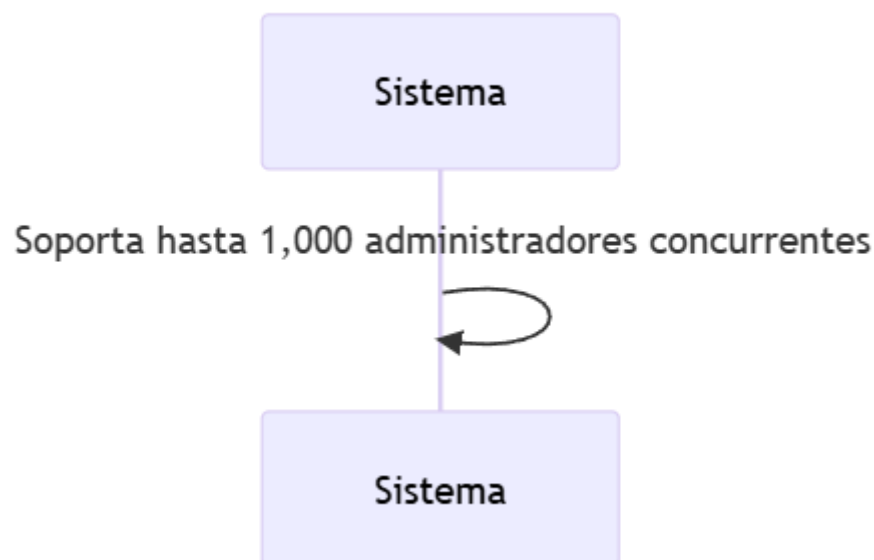 Sistema
Soporta hasta 1,000 administradores concurrentes
Sistema